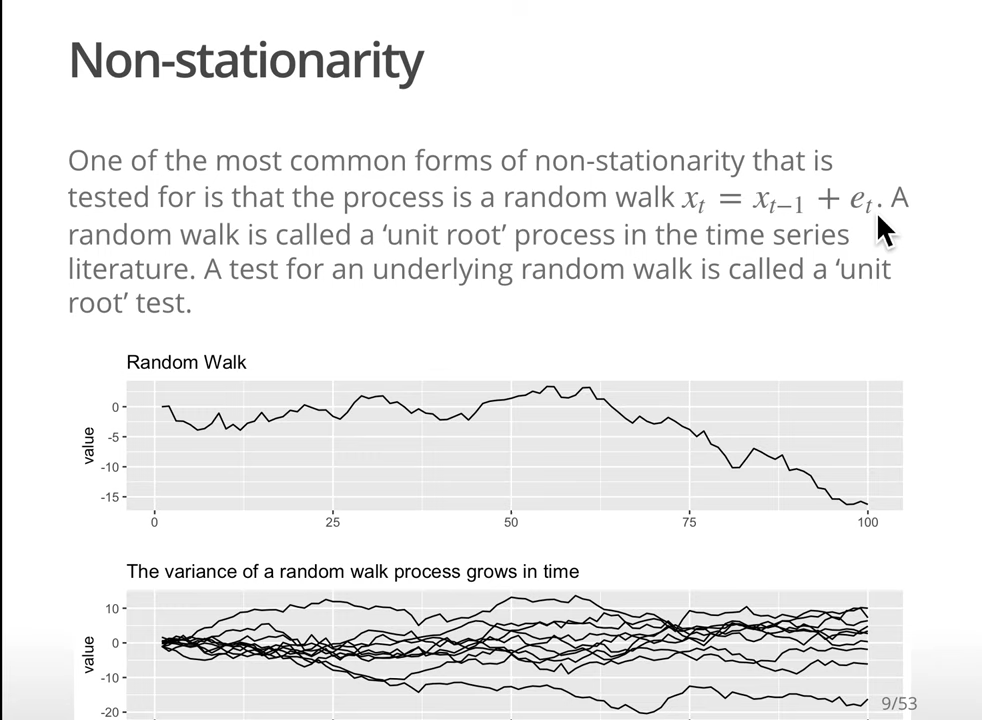 Non-stationarity
One of the most common forms of non-stationarity that is
tested for is that the process is a random walk xₜ = xₜ₋₁ + eₜ. A
random walk is called a ‘unit root’ process in the time series
literature. A test for an underlying random walk is called a ‘unit
root’ test.
Random Walk
value
0
-5
-10
-15
0 25 50 75 100
The variance of a random walk process grows in time
value
10
0
-10
-20
9/53